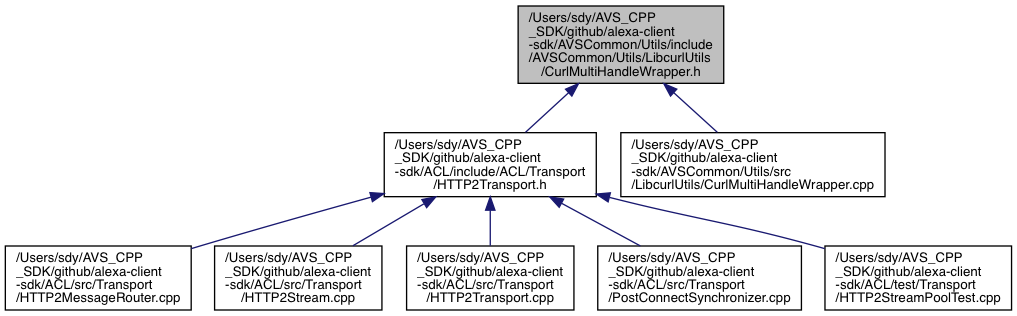 /Users/sdy/AVS_CPP
_SDK/github/alexa-client
-sdk/AVSCommon/Utils/include
/AVSCommon/Utils/LibcurlUtils
/CurlMultiHandleWrapper.h
/Users/sdy/AVS_CPP
_SDK/github/alexa-client
-sdk/ACL/include/ACL/Transport
/HTTP2Transport.h
/Users/sdy/AVS_CPP
_SDK/github/alexa-client
-sdk/AVSCommon/Utils/src
/LibcurlUtils/CurlMultiHandleWrapper.cpp
/Users/sdy/AVS_CPP
_SDK/github/alexa-client
-sdk/ACL/src/Transport
/HTTP2MessageRouter.cpp
/Users/sdy/AVS_CPP
_SDK/github/alexa-client
-sdk/ACL/src/Transport
/HTTP2Stream.cpp
/Users/sdy/AVS_CPP
_SDK/github/alexa-client
-sdk/ACL/src/Transport
/HTTP2Transport.cpp
/Users/sdy/AVS_CPP
_SDK/github/alexa-client
-sdk/ACL/src/Transport
/PostConnectSynchronizer.cpp
/Users/sdy/AVS_CPP
_SDK/github/alexa-client
-sdk/ACL/test/Transport
/HTTP2StreamPoolTest.cpp